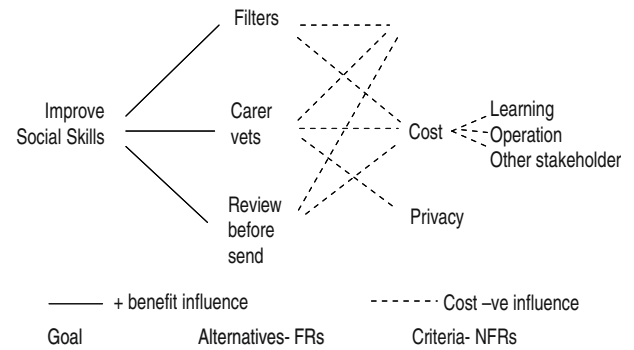 Filters
Improve
Social Skills
Carer
vets
Cost
Learning
Operation
Other stakeholder
Review
before
send
Privacy
+ benefit influence
Cost –ve influence
Goal
Alternatives- FRs
Criteria- NFRs